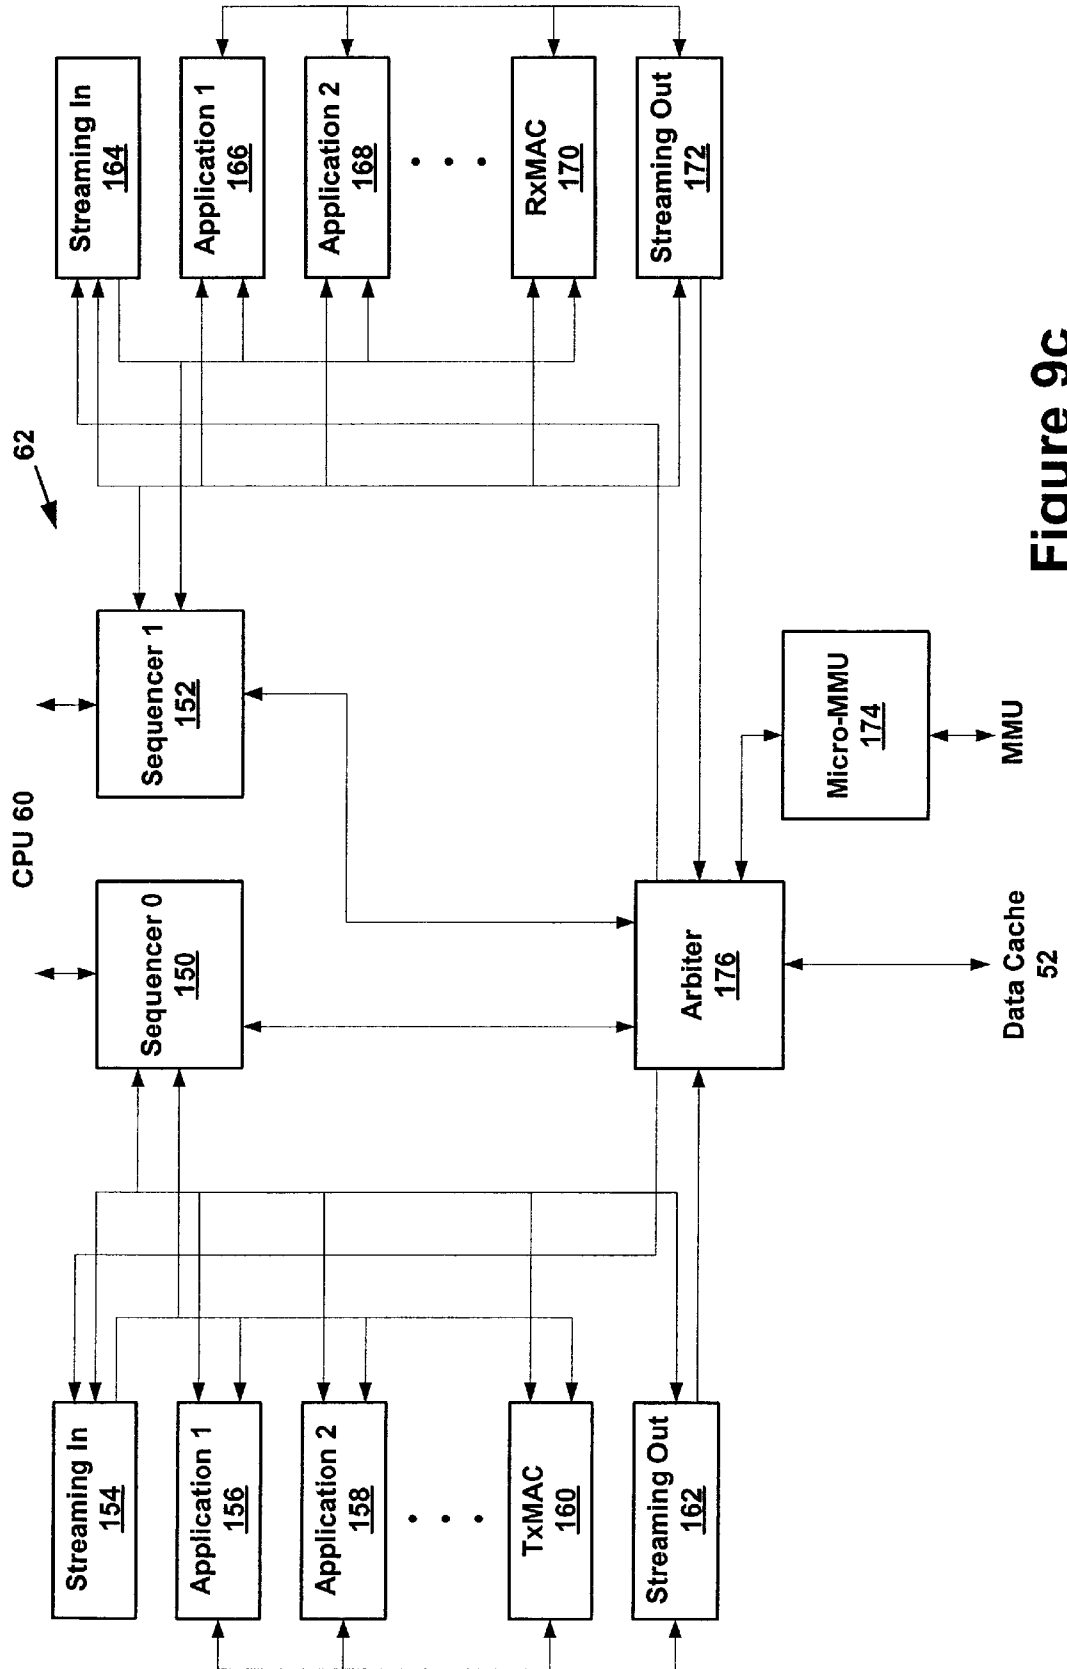 CPU 60
62
Streaming In
154
Application 1
156
Application 2
158
• • •
TxMAC
160
Streaming Out
162
Sequencer 0
150
Sequencer 1
152
Streaming In
164
Application 1
166
Application 2
168
• • •
RxMAC
170
Streaming Out
172
Arbiter
176
Micro-MMU
174
Data Cache
52
MMU
Figure 9c